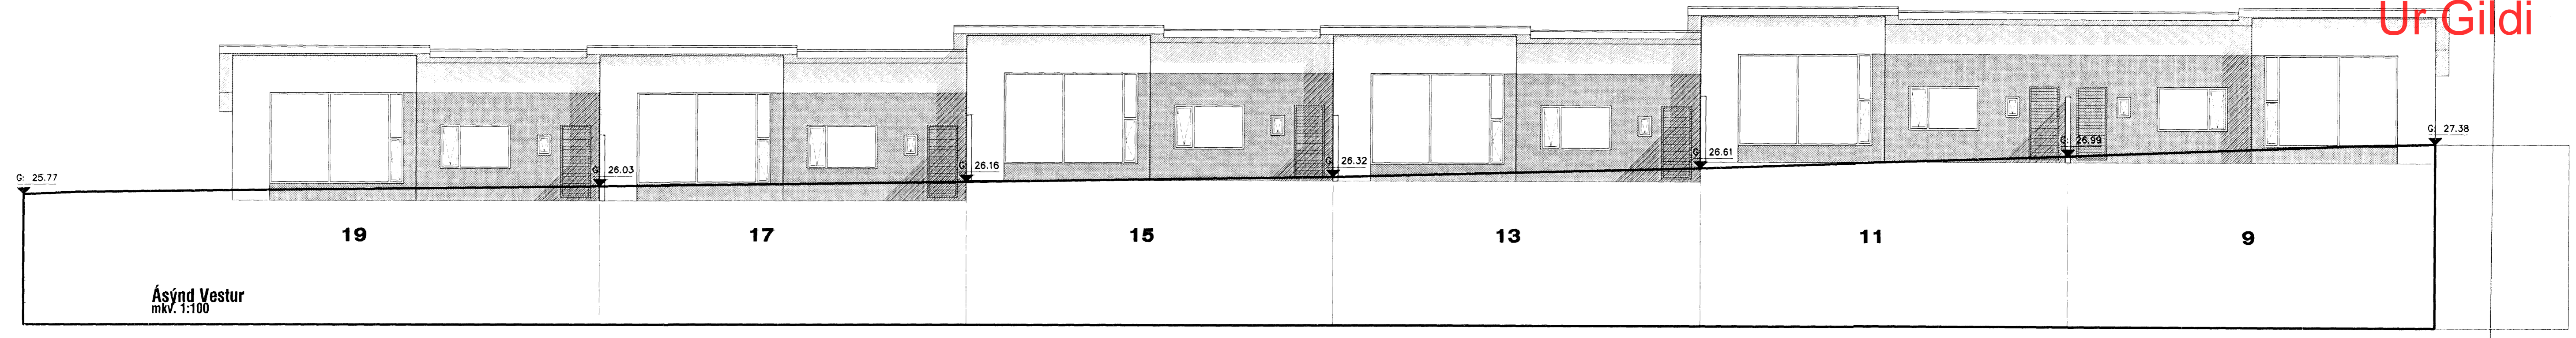 Ur Gildi
G: 25.77
G: 26.03
G: 26.16
G: 26.32
G: 26.61
G: 26.99
G: 27.38
19
17
15
13
11
9
Ásýnd Vestur
mkv. 1:100